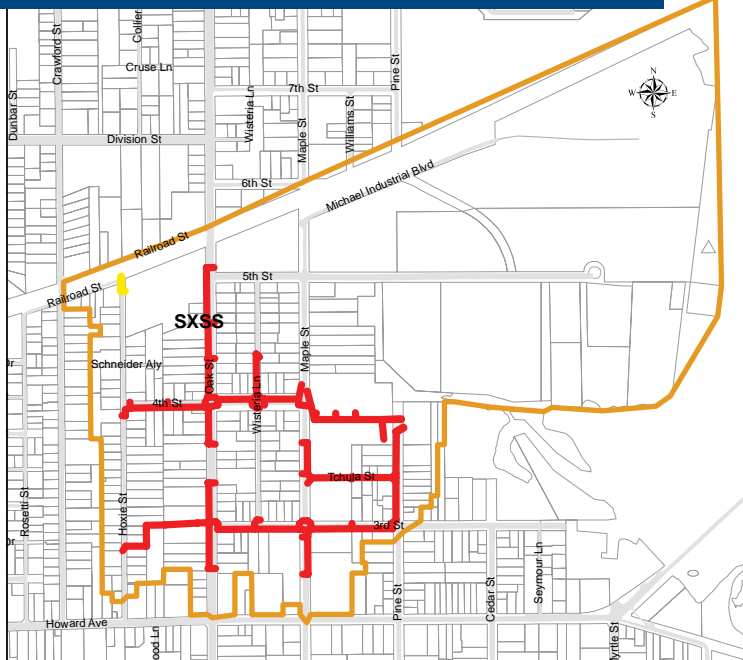 Dunbar St
Crawford St
Collier
Cruse Ln
Wisteria Ln
7th St
Maple St
Williams St
Pine St
N
W E
S
Division St
6th St
Michael Industrial Blvd
Railroad St
Railroad St
5th St
SXSS
Maple St
Schneider Aly
Oak St
Wisteria Ln
4th St
Tchula St
Rosetti St
Hoxie St
3rd St
Howard Ave
ood Ln
Pine St
Cedar St
Seymour Ln
yrtle St